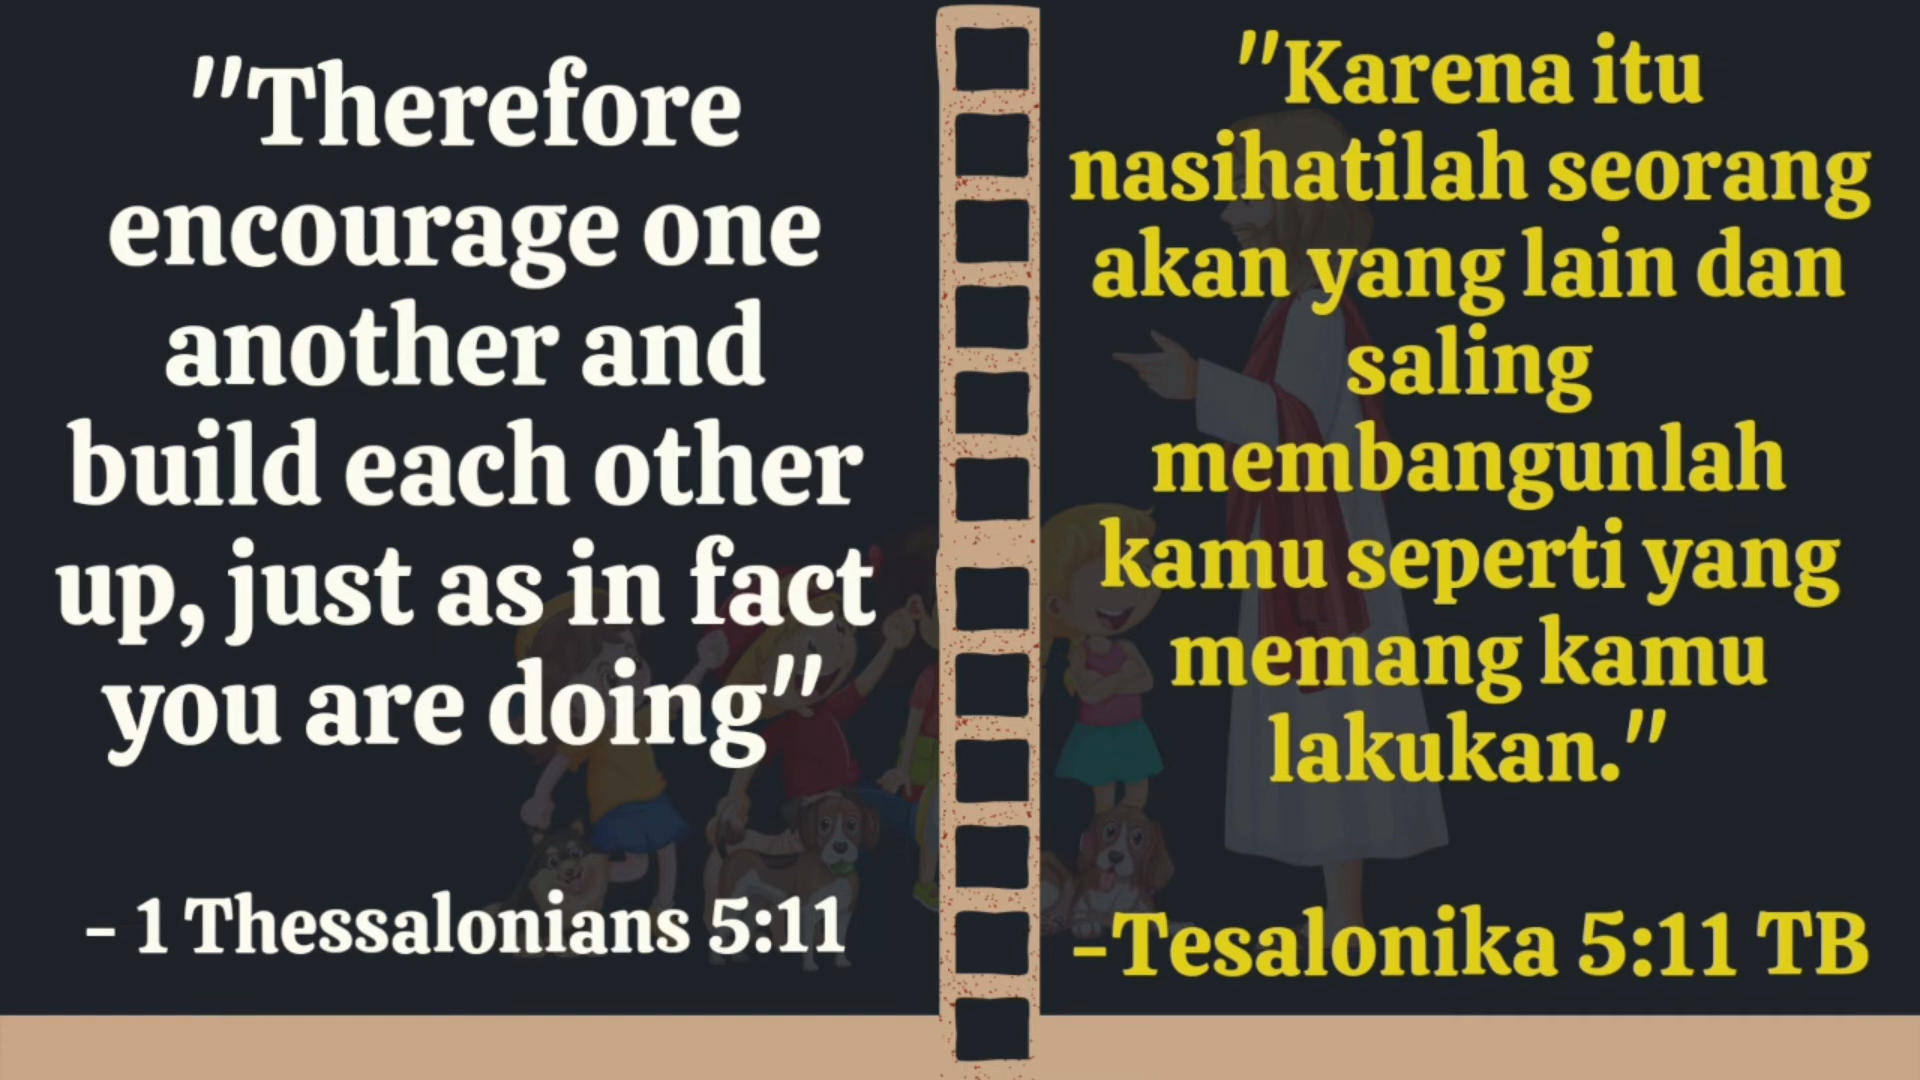 "Therefore
encourage one
another and
build each other
up, just as in fact
you are doing"
- 1 Thessalonians 5:11
"Karena itu
nasihatilah seorang
akan yang lain dan
saling
membangunlah
kamu seperti yang
memang kamu
lakukan."
-Tesalonika 5:11 TB